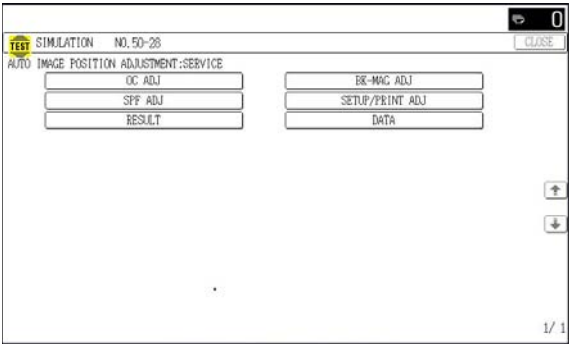 0
TEST SIMULATION NO.50-28 CLOSE
AUTO IMAGE POSITION ADJUSTMENT:SERVICE
OC ADJ BK-MAG ADJ
SPF ADJ SETUP/PRINT ADJ
RESULT DATA
1/ 1